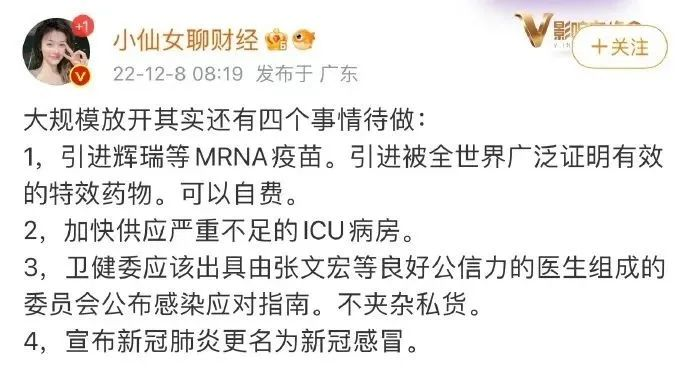 +1
小仙女聊财经
22-12-8 08:19 发布于 广东
+关注
大规模放开其实还有四个事情待做：
1，引进辉瑞等MRNA疫苗。引进被全世界广泛证明有效
的特效药物。可以自费。
2，加快供应严重不足的ICU病房。
3，卫健委应该出具由张文宏等良好公信力的医生组成的
委员会公布感染应对指南。不夹杂私货。
4，宣布新冠肺炎更名为新冠感冒。